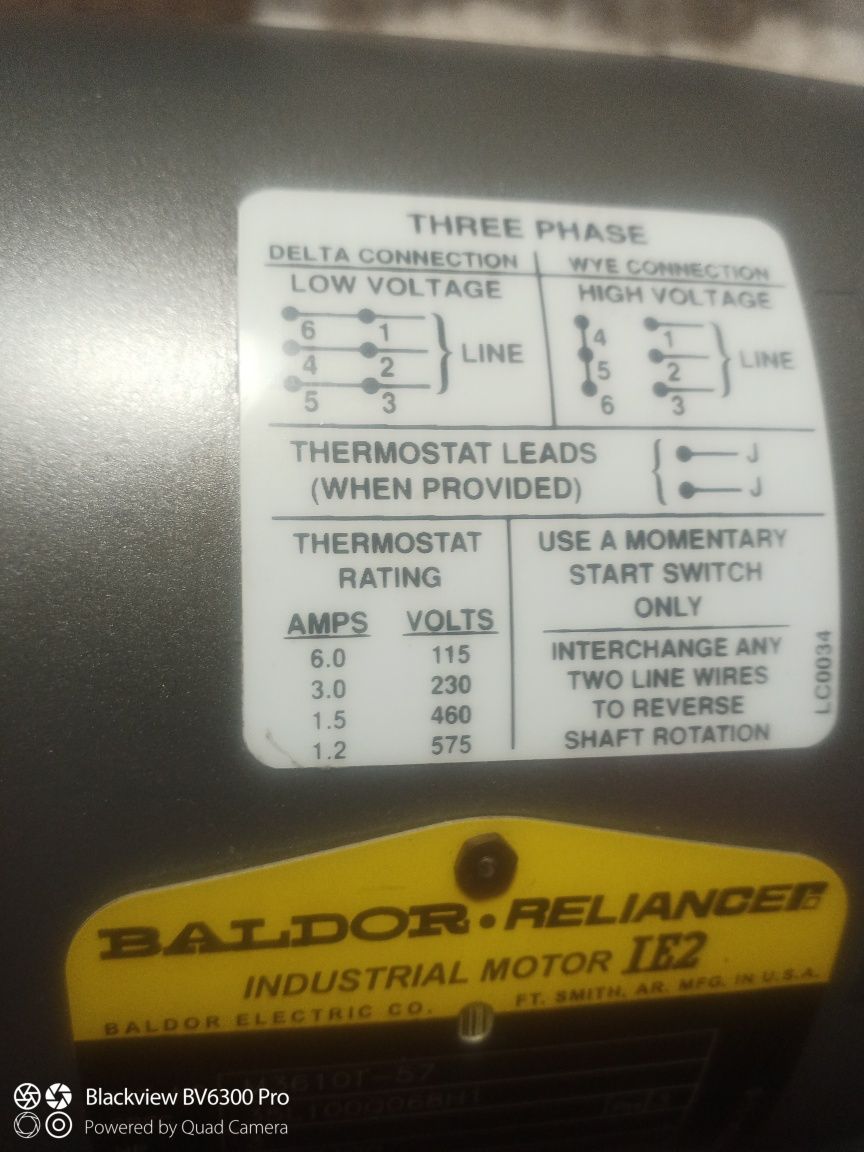 THREE PHASE
DELTA CONNECTION
LOW VOLTAGE
6 1
4 2
5 3
LINE
WYE CONNECTION
HIGH VOLTAGE
4 1
5 2
6 3
LINE
THERMOSTAT LEADS
(WHEN PROVIDED)
J
J
THERMOSTAT
RATING
AMPS VOLTS
6.0 115
3.0 230
1.5 460
1.2 575
USE A MOMENTARY
START SWITCH
ONLY
INTERCHANGE ANY
TWO LINE WIRES
TO REVERSE
SHAFT ROTATION
LC0034
BALDOR • RELIANCER
INDUSTRIAL MOTOR IE2
BALDOR ELECTRIC CO. FT. SMITH, AR. MFG. IN U.S.A.
Blackview BV6300 Pro
Powered by Quad Camera